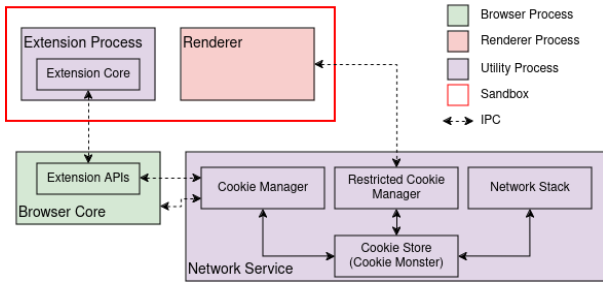 Extension Process
Extension Core
Renderer
Browser Process
Renderer Process
Utility Process
Sandbox
IPC
Extension APIs
Browser Core
Cookie Manager
Restricted Cookie
Manager
Network Stack
Cookie Store
(Cookie Monster)
Network Service